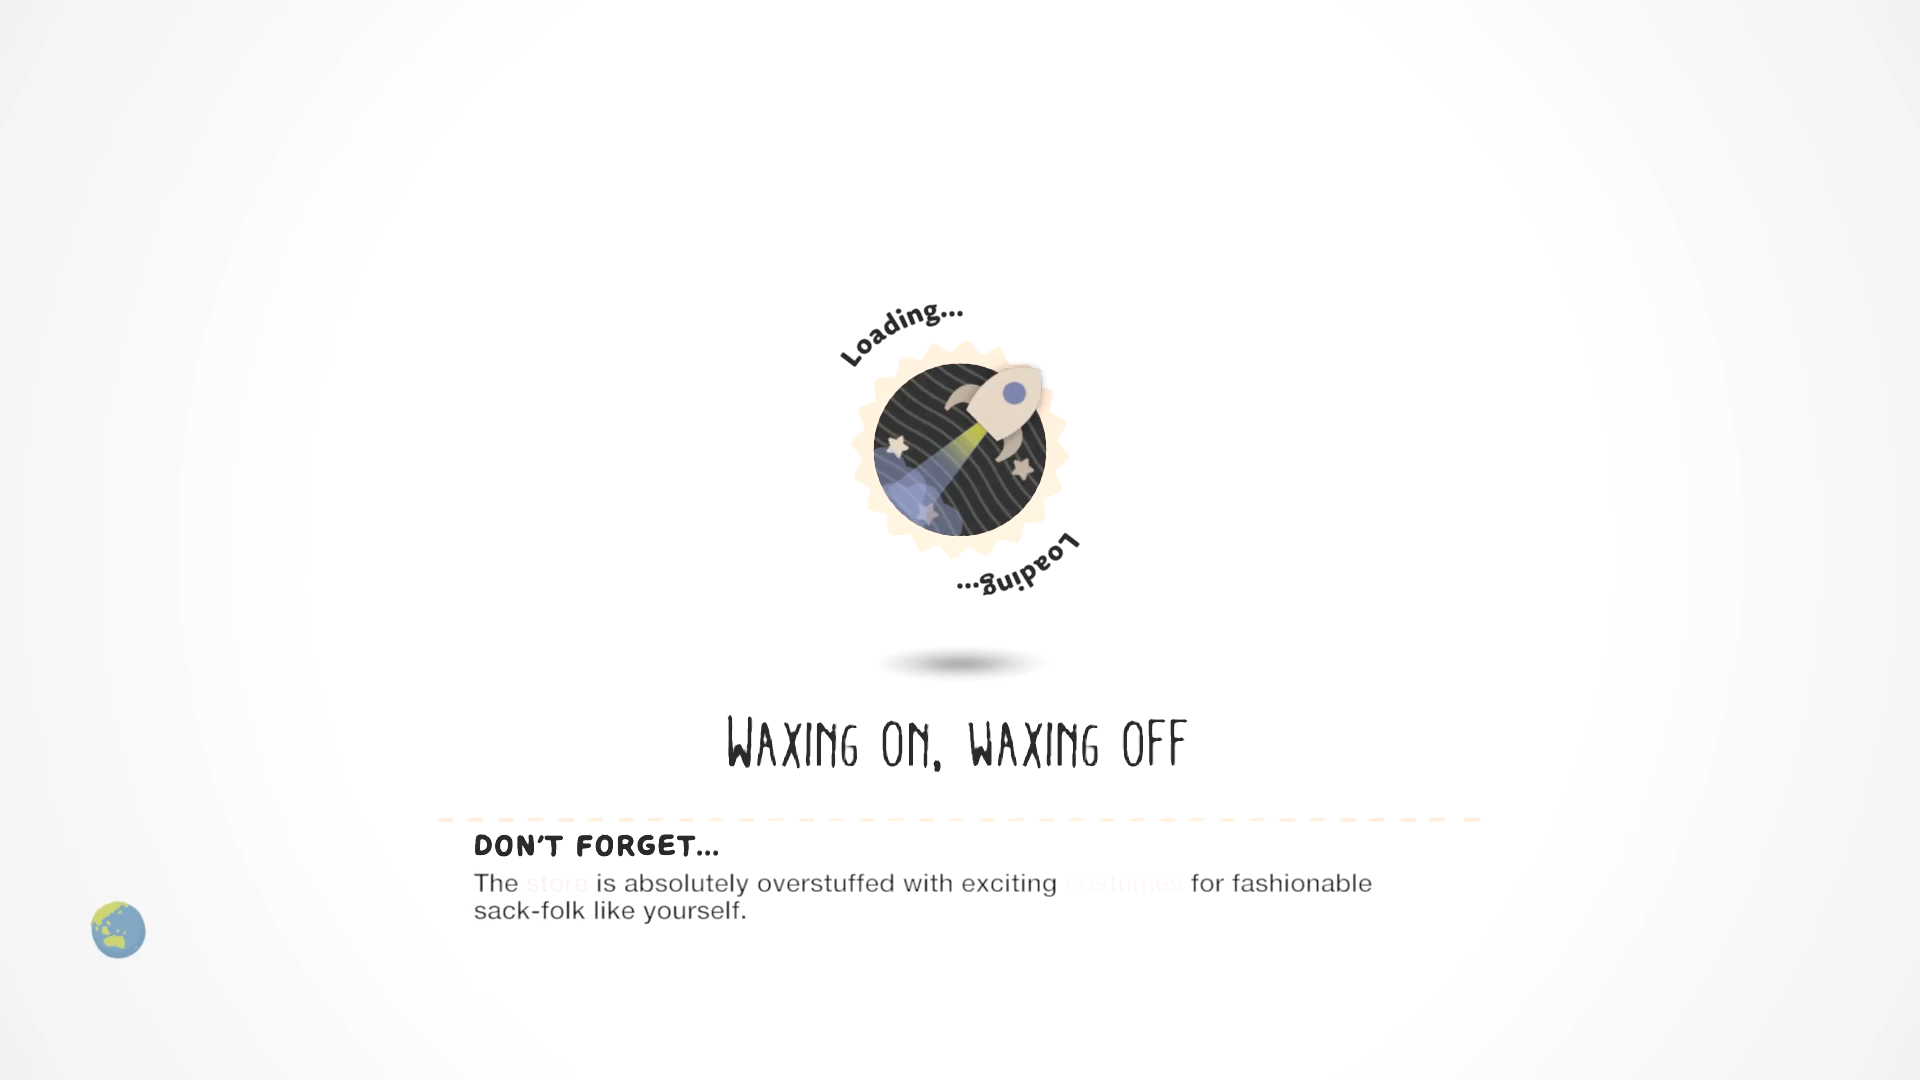 Loading...
Loading...
WAXING ON, WAXING OFF
DON'T FORGET...
The store is absolutely overstuffed with exciting costumes for fashionable
sack-folk like yourself.